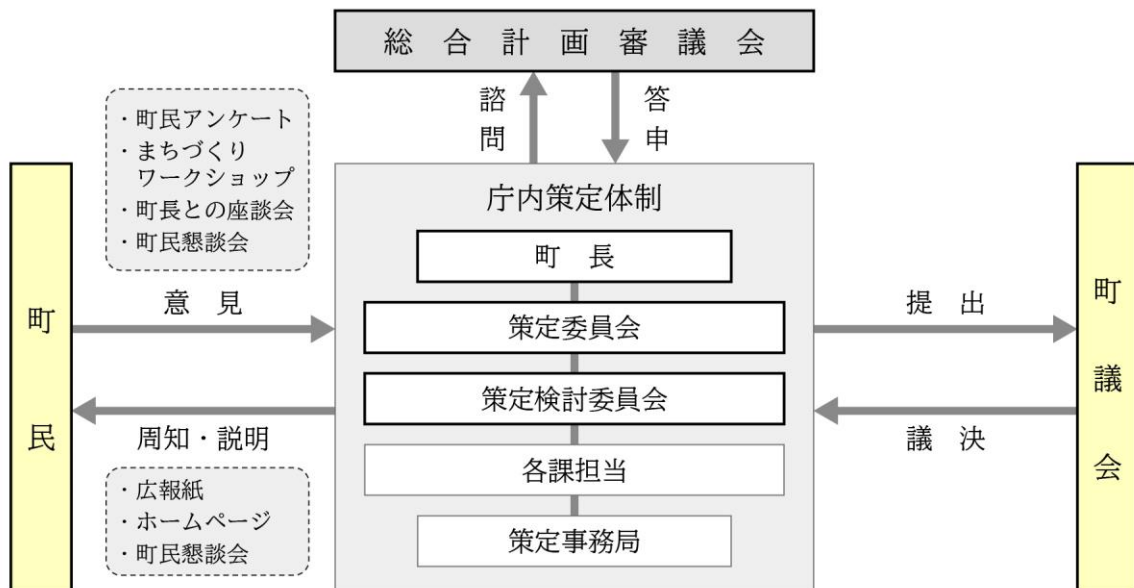 総合計画審議会
諮問
答申
・町民アンケート
・まちづくり
ワークショップ
・町長との座談会
・町民懇談会
庁内策定体制
町長
策定委員会
策定検討委員会
各課担当
策定事務局
町民
意見
周知・説明
・広報紙
・ホームページ
・町民懇談会
提出
議決
町議会